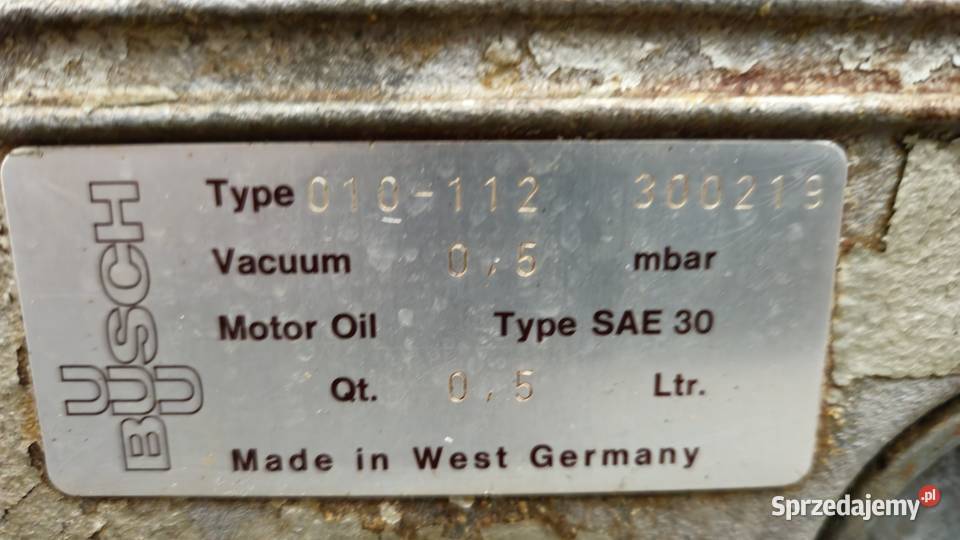 BUSCH
Type 010-112 300219
Vacuum 0,5 mbar
Motor Oil Type SAE 30
Qt. 0,5 Ltr.
Made in West Germany
Sprzedajemy.pl